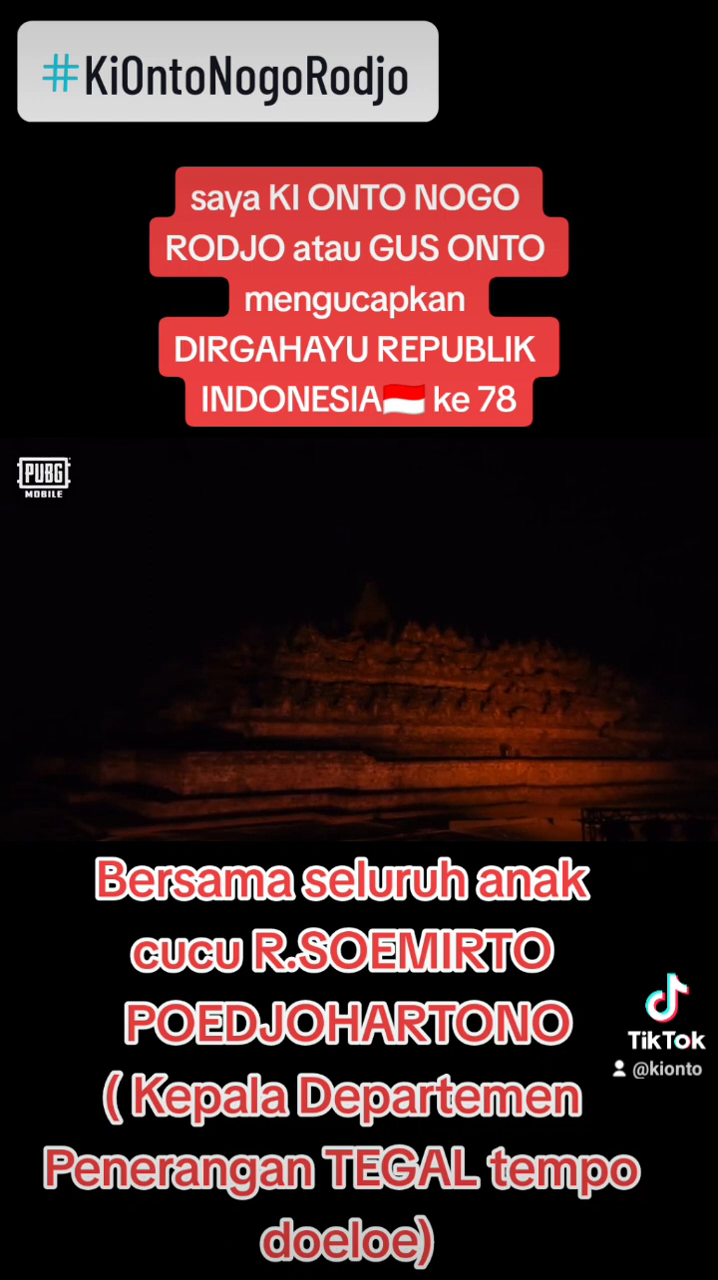 #KiOntoNogoRodjo
saya KI ONTO NOGO
RODJO atau GUS ONTO
mengucapkan
DIRGAHAYU REPUBLIK
INDONESIA🇮🇩 ke 78
PUBG
MOBILE
Bersama seluruh anak
cucu R.SOEMIRTO
POEDJOHARTONO
( Kepala Departemen
Penerangan TEGAL tempo
doeloe)
TikTok
@kionto